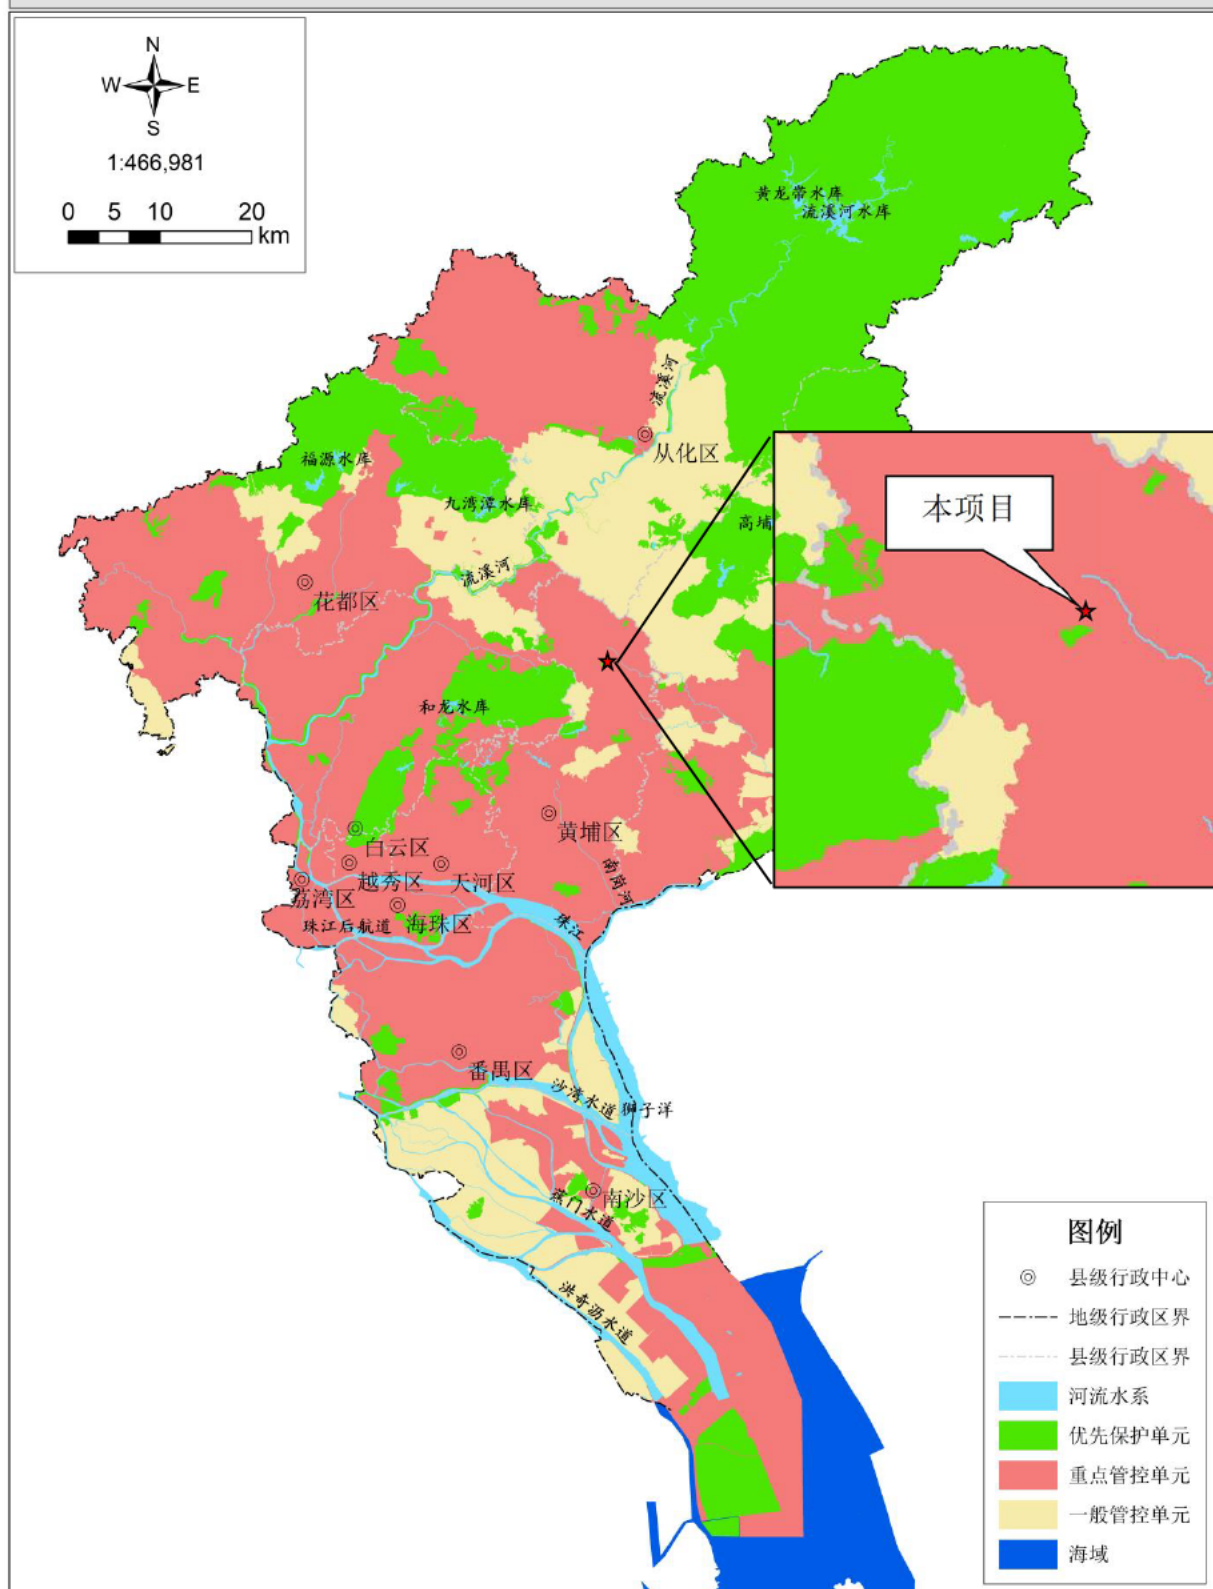 N
W E
S
1:466,981
0 5 10 20
km
黄龙带水库
流溪河水库
流溪河
从化区
福源水库
九湾潭水库
高埔
本项目
流溪河
花都区
和龙水库
黄埔区
白云区
越秀区
天河区
荔湾区
南岗河
海珠区
珠江后航道
珠江
番禺区
沙湾水道
狮子洋
南沙区
蕉门水道
洪奇沥水道
图例
县级行政中心
地级行政区界
县级行政区界
河流水系
优先保护单元
重点管控单元
一般管控单元
海域